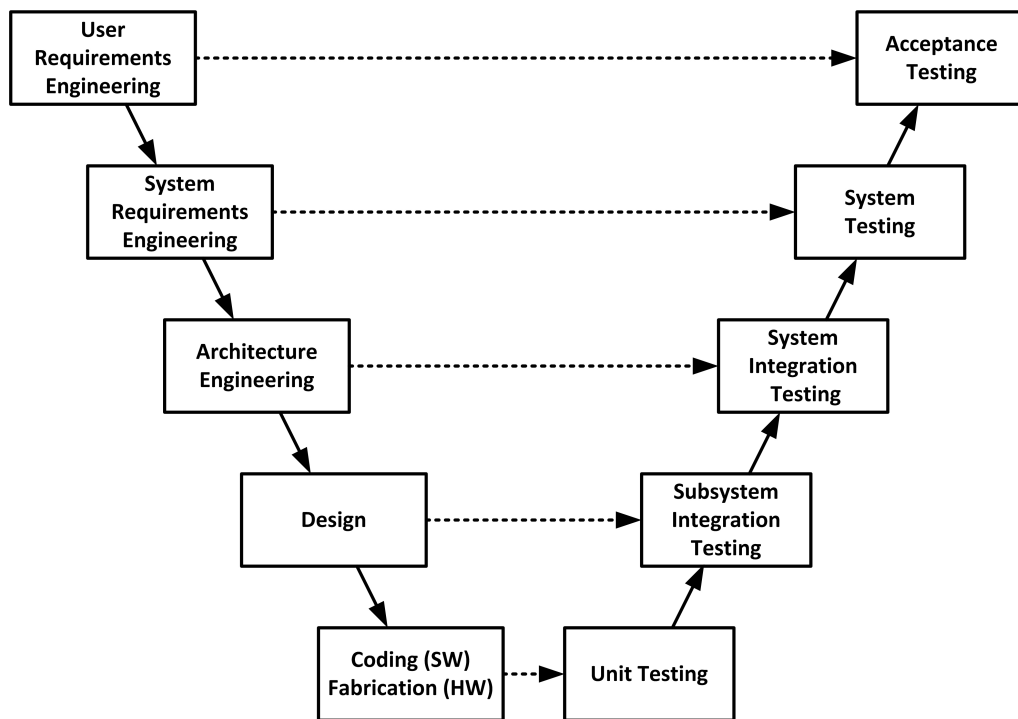 User
Requirements
Engineering
Acceptance
Testing
System
Requirements
Engineering
System
Testing
Architecture
Engineering
System
Integration
Testing
Design
Subsystem
Integration
Testing
Coding (SW)
Fabrication (HW)
Unit Testing